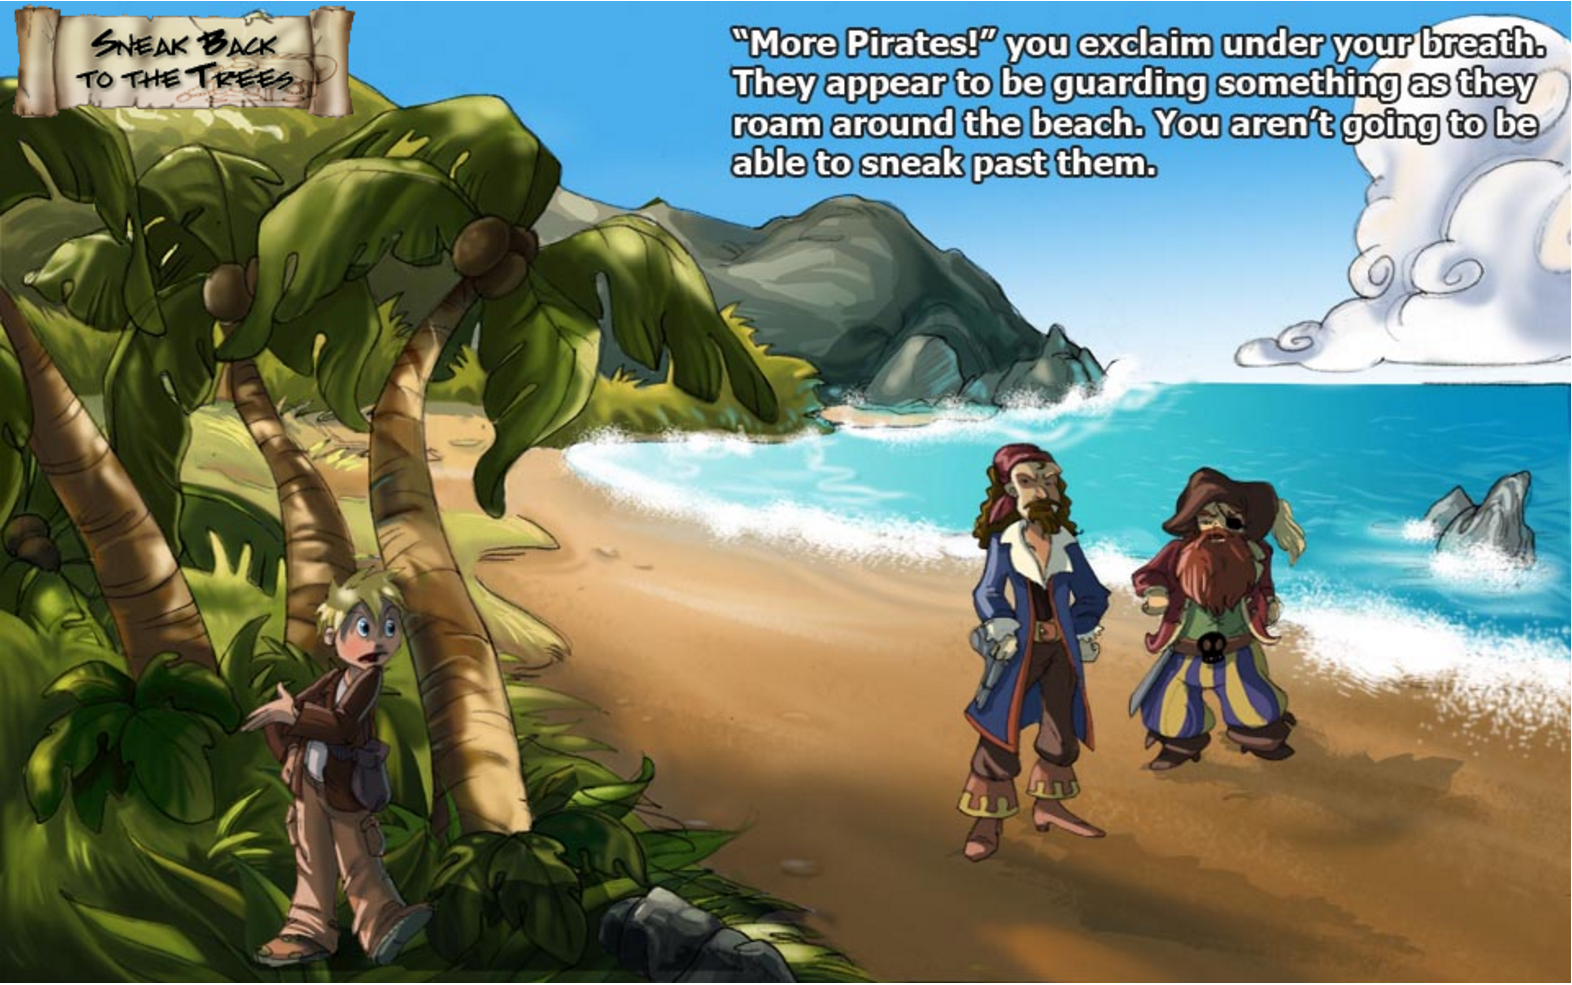 Sneak Back
to the Trees
“More Pirates!” you exclaim under your breath.
They appear to be guarding something as they
roam around the beach. You aren’t going to be
able to sneak past them.